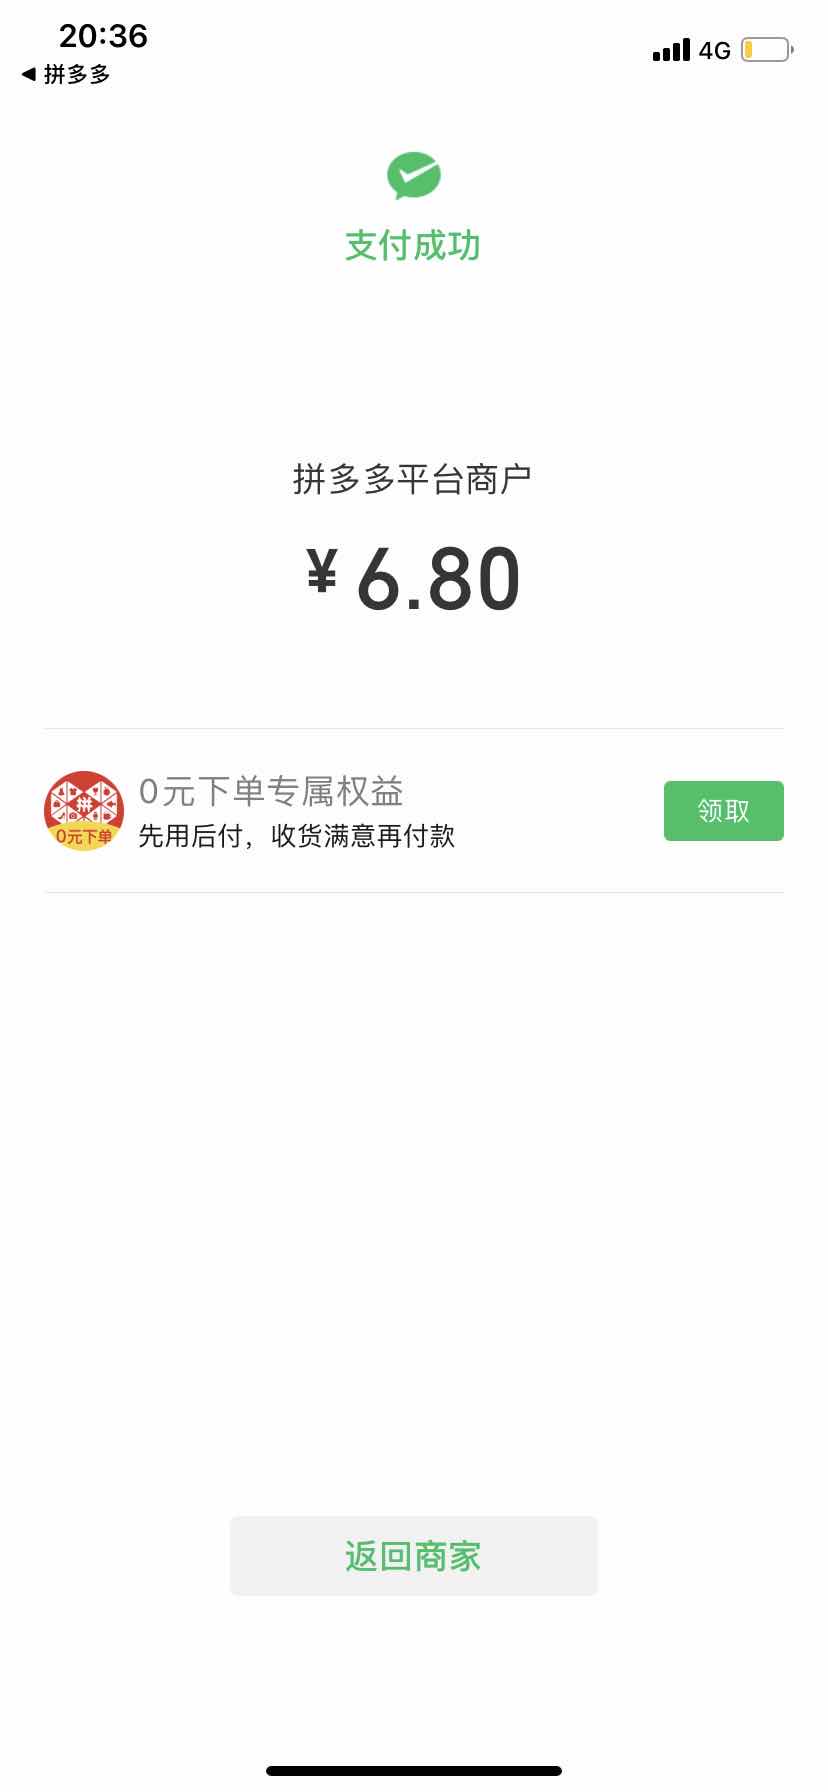 20:36
4G
◀ 拼多多
支付成功
拼多多平台商户
¥6.80
0元下单专属权益
拼
0元下单
先用后付，收货满意再付款
领取
返回商家